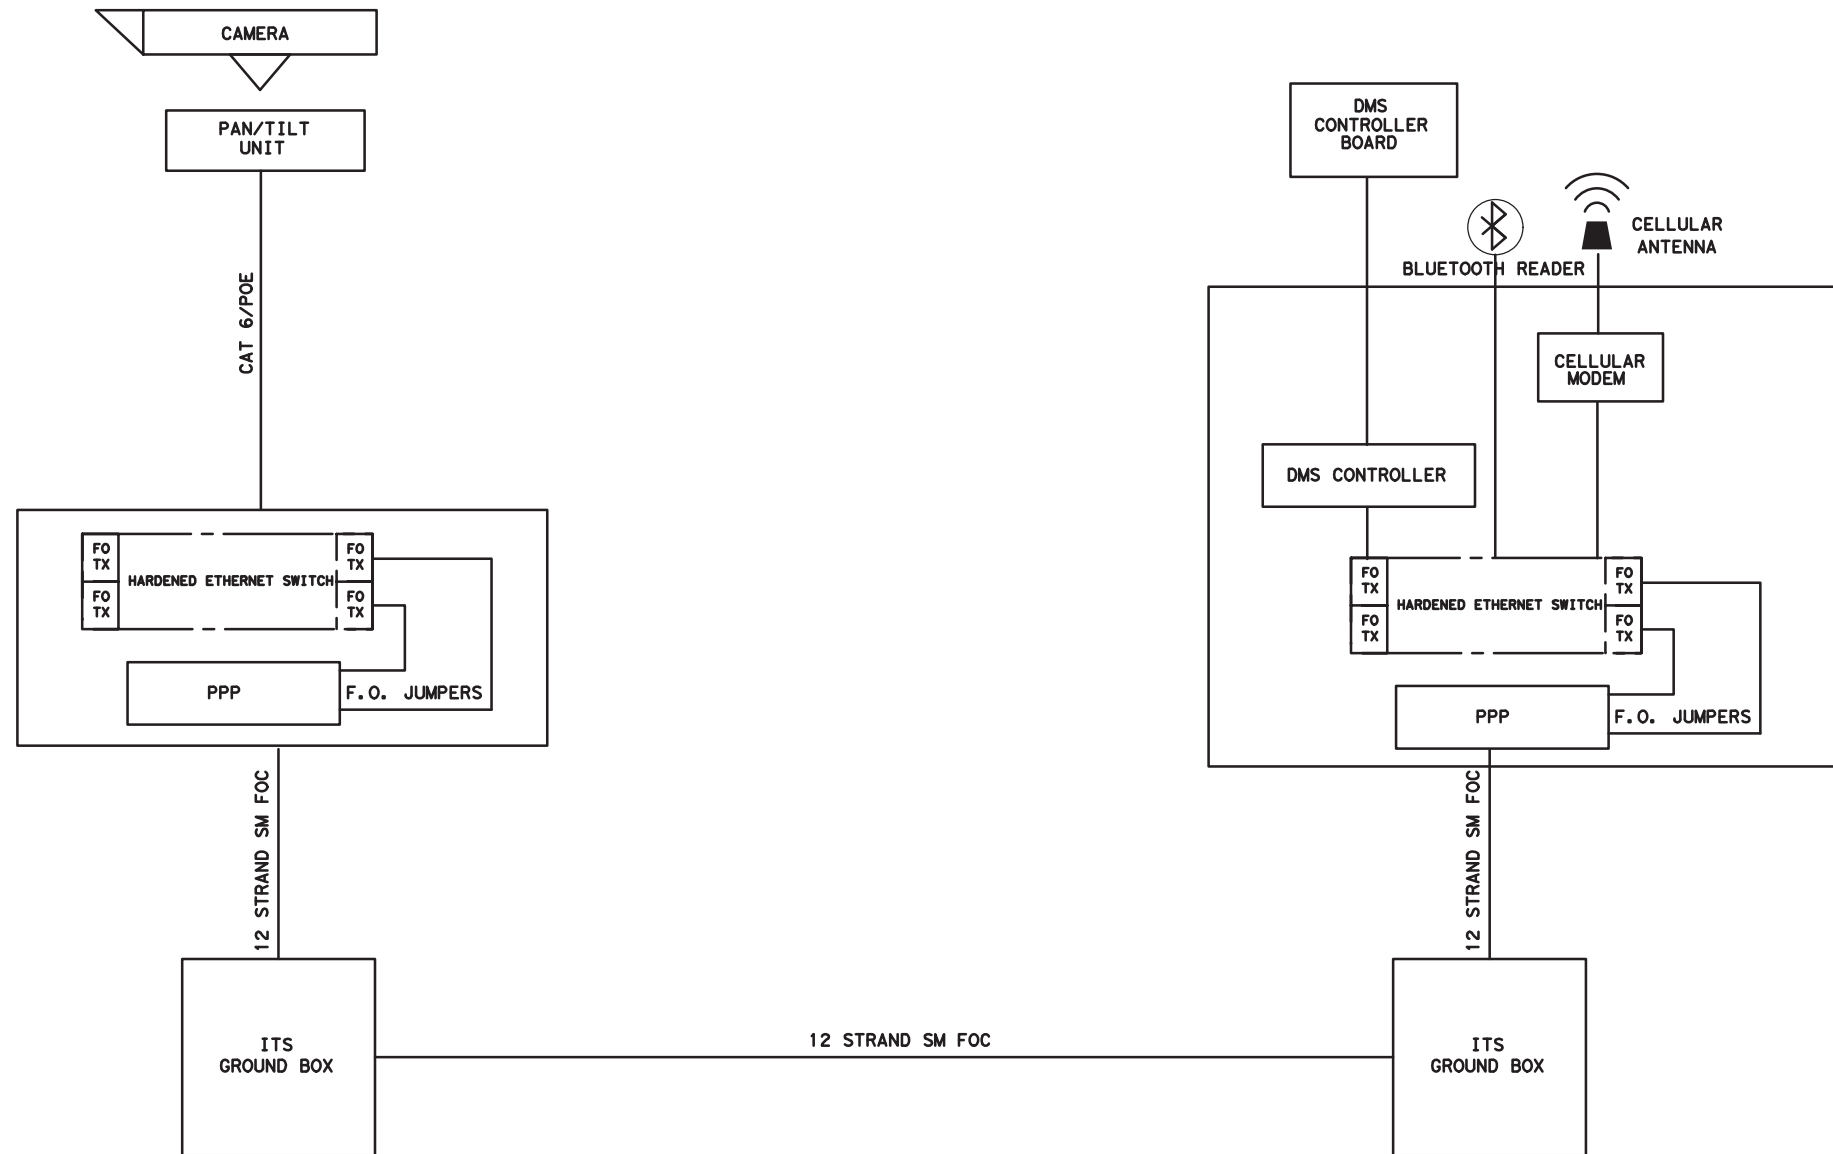 CAMERA
PAN/TILT
UNIT
CAT 6/POE
FO
TX
FO
TX
HARDENED ETHERNET SWITCH
FO
TX
FO
TX
PPP
F.O. JUMPERS
12 STRAND SM FOC
ITS
GROUND BOX
12 STRAND SM FOC
DMS
CONTROLLER
BOARD
CELLULAR
ANTENNA
BLUETOOTH READER
CELLULAR
MODEM
DMS CONTROLLER
FO
TX
FO
TX
HARDENED ETHERNET SWITCH
FO
TX
FO
TX
PPP
F.O. JUMPERS
12 STRAND SM FOC
ITS
GROUND BOX